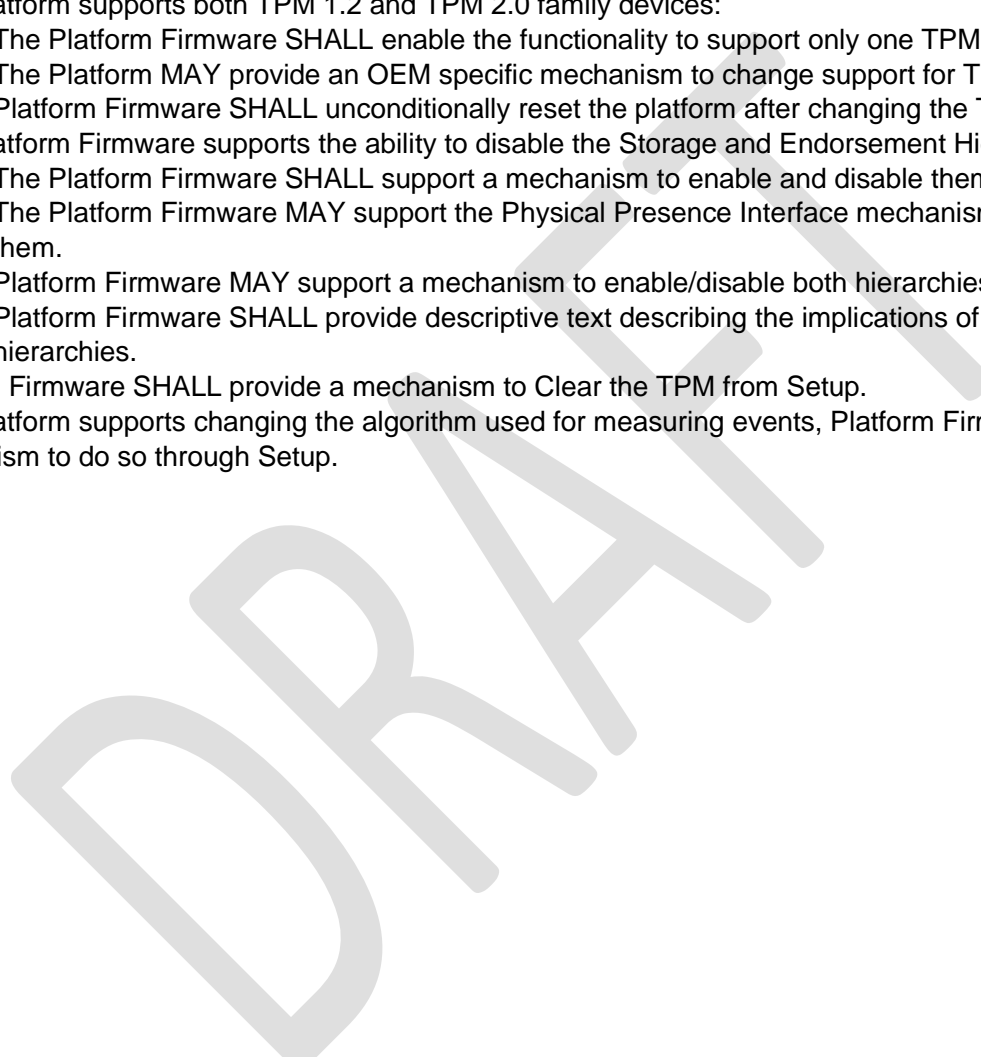 atform supports both TPM 1.2 and TPM 2.0 family devices:
The Platform Firmware SHALL enable the functionality to support only one TPM
The Platform MAY provide an OEM specific mechanism to change support for T
Platform Firmware SHALL unconditionally reset the platform after changing the T
atform Firmware supports the ability to disable the Storage and Endorsement Hi
The Platform Firmware SHALL support a mechanism to enable and disable them
The Platform Firmware MAY support the Physical Presence Interface mechanism
them.
Platform Firmware MAY support a mechanism to enable/disable both hierarchies
Platform Firmware SHALL provide descriptive text describing the implications of
hierarchies.
Firmware SHALL provide a mechanism to Clear the TPM from Setup.
atform supports changing the algorithm used for measuring events, Platform Firm
ism to do so through Setup.
DRAFT